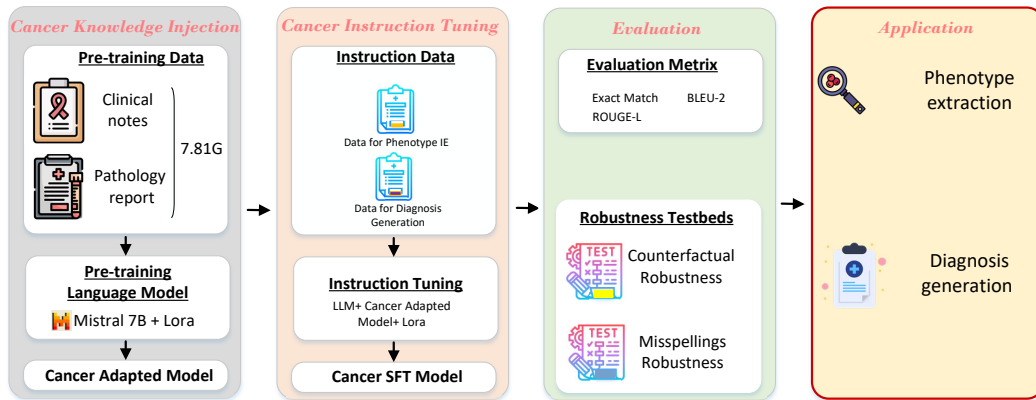 Cancer Knowledge Injection
Pre-training Data
Clinical
notes
7.81G
Pathology
report
Pre-training
Language Model
Mistral 7B + Lora
Cancer Adapted Model
Cancer Instruction Tuning
Instruction Data
Data for Phenotype IE
Data for Diagnosis
Generation
Instruction Tuning
LLM+ Cancer Adapted
Model+ Lora
Cancer SFT Model
Evaluation
Evaluation Metrix
Exact Match BLEU-2
ROUGE-L
Robustness Testbeds
TEST
Counterfactual
Robustness
TEST
Misspellings
Robustness
Application
Phenotype
extraction
Diagnosis
generation